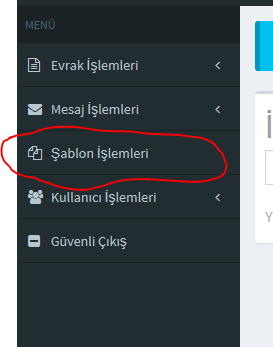 MENÜ
Evrak İşlemleri
Mesaj İşlemleri
Şablon İşlemleri
Kullanıcı İşlemleri
Güvenli Çıkış